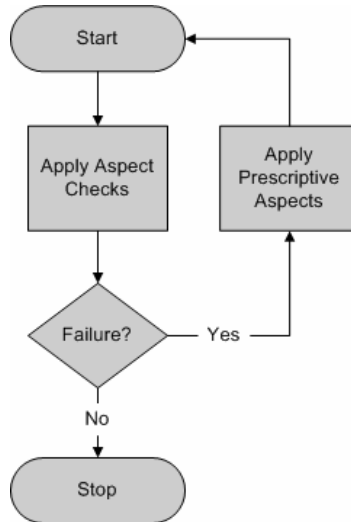 Start
Apply Aspect
Checks
Apply
Prescriptive
Aspects
Failure?
Yes
No
Stop